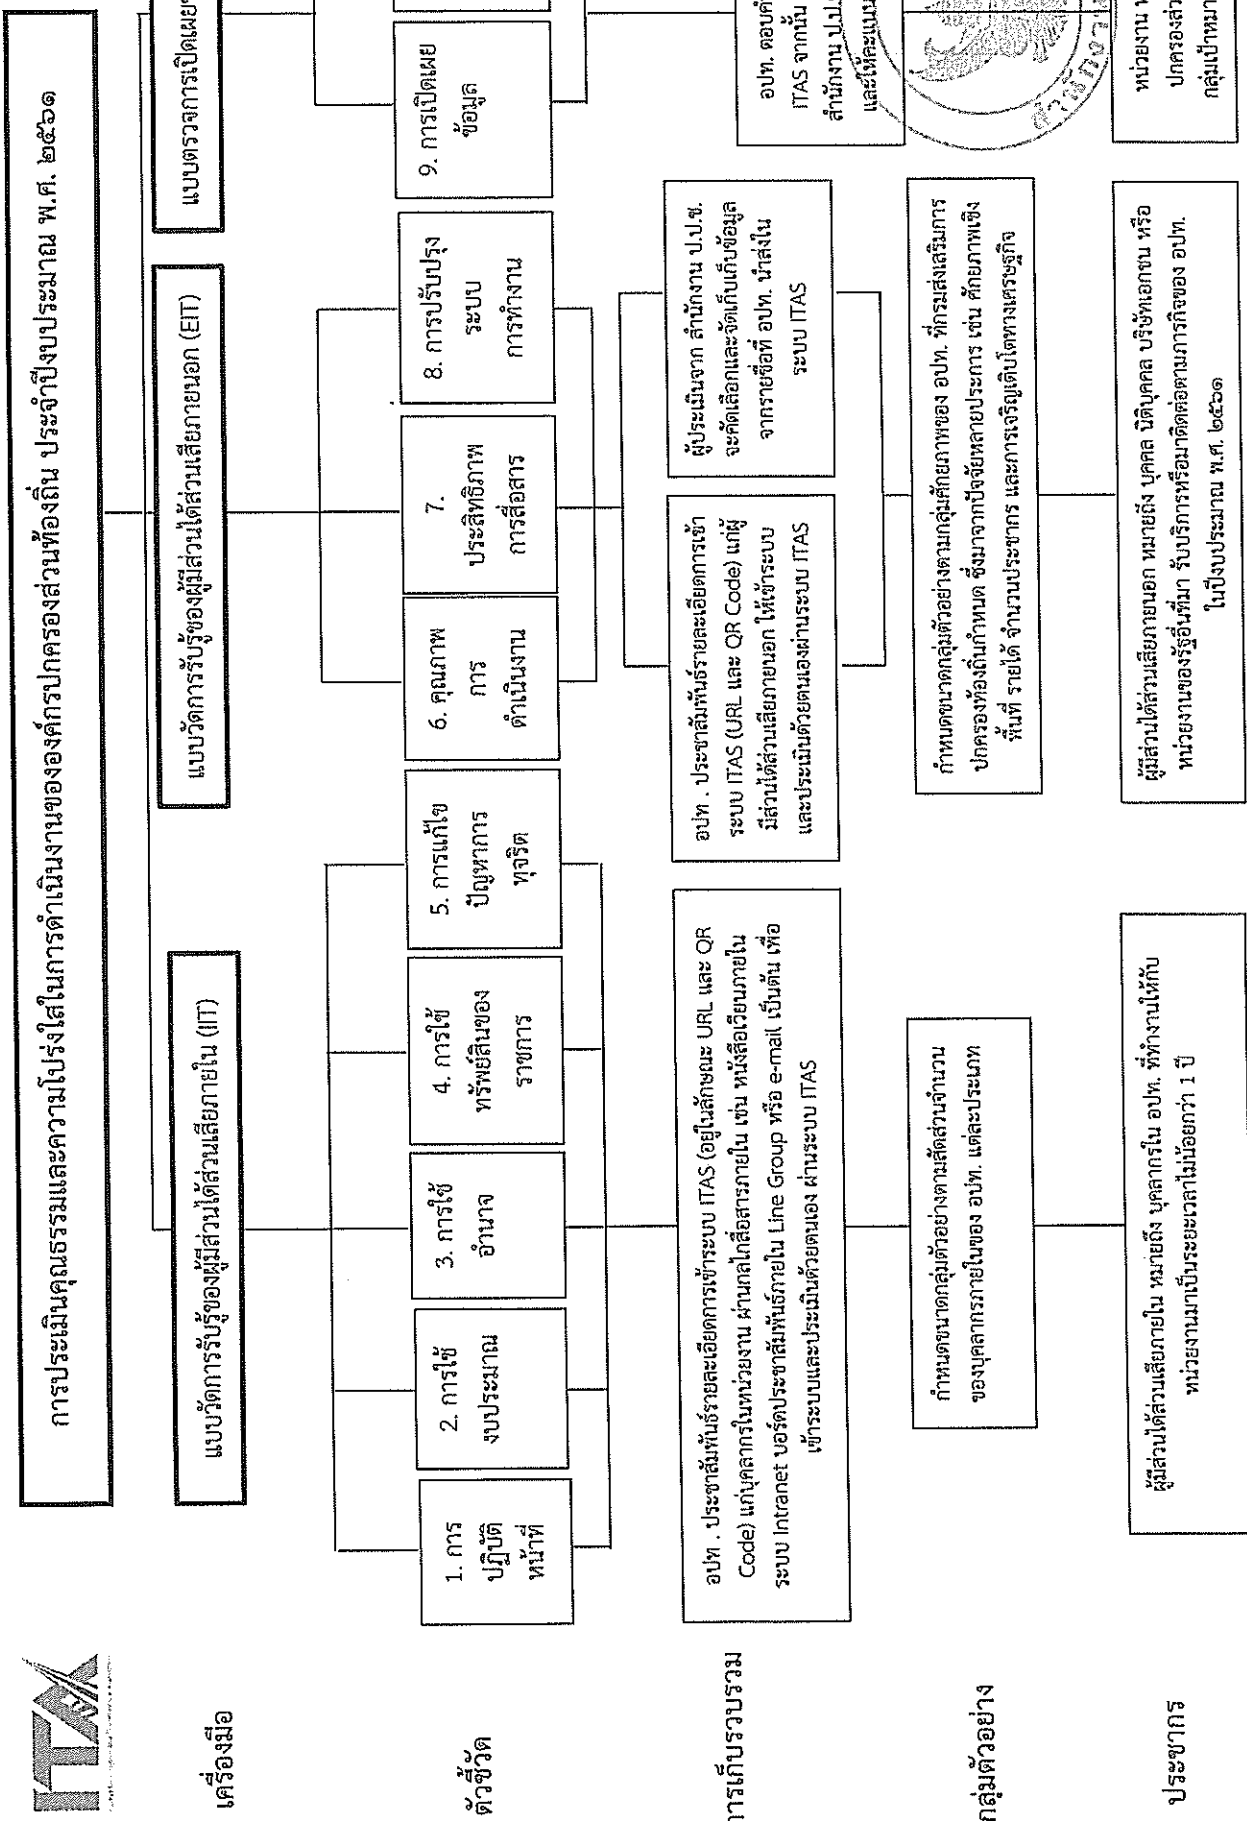 ITA
การประเมินคุณธรรมและความโปร่งใสในการดำเนินงานขององค์กรปกครองส่วนท้องถิ่น ประจำปีงบประมาณ พ.ศ. ๒๕๖๑
เครื่องมือ
แบบวัดการรับรู้ของผู้มีส่วนได้ส่วนเสียภายใน (IIT)
แบบวัดการรับรู้ของผู้มีส่วนได้ส่วนเสียภายนอก (EIT)
แบบตรวจการเปิดเผย
ตัวชี้วัด
1. การ
ปฏิบัติ
หน้าที่
2. การใช้
งบประมาณ
3. การใช้
อำนาจ
4. การใช้
ทรัพย์สินของ
ราชการ
5. การแก้ไข
ปัญหาการ
ทุจริต
6. คุณภาพ
การ
ดำเนินงาน
7.
ประสิทธิภาพ
การสื่อสาร
8. การปรับปรุง
ระบบ
การทำงาน
9. การเปิดเผย
ข้อมูล
การเก็บรวบรวม
อปท . ประชาสัมพันธ์รายละเอียดการเข้าระบบ ITAS (อยู่ในลักษณะ URL และ QR
Code) แก่บุคลากรในหน่วยงาน ผ่านกลไกสื่อสารภายใน เช่น หนังสือเวียนภายใน
ระบบ Intranet บอร์ดประชาสัมพันธ์ภายใน Line Group หรือ e-mail เป็นต้น เพื่อ
เข้าระบบและประเมินด้วยตนเอง ผ่านระบบ ITAS
อปท . ประชาสัมพันธ์รายละเอียดการเข้า
ระบบ ITAS (URL และ QR Code) แก่ผู้
มีส่วนได้ส่วนเสียภายนอก ให้เข้าระบบ
และประเมินด้วยตนเองผ่านระบบ ITAS
ผู้ประเมินจาก สำนักงาน ป.ป.ช.
จะคัดเลือกและจัดเก็บเก็บข้อมูล
จากรายชื่อที่ อปท. นำส่งใน
ระบบ ITAS
อปท. ตอบคำ
ITAS จากนั้น
สำนักงาน ป.ป.
และให้คะแนน
กลุ่มตัวอย่าง
กำหนดขนาดกลุ่มตัวอย่างตามสัดส่วนจำนวน
ของบุคลากรภายในของ อปท. แต่ละประเภท
กำหนดขนาดกลุ่มตัวอย่างตามกลุ่มศักยภาพของ อปท. ที่กรมส่งเสริมการ
ปกครองท้องถิ่นกำหนด ซึ่งมาจากปัจจัยหลายประการ เช่น ศักยภาพเชิง
พื้นที่ รายได้ จำนวนประชากร และการเจริญเติบโตทางเศรษฐกิจ
สำนักงาน
ประชากร
ผู้มีส่วนได้ส่วนเสียภายใน หมายถึง บุคลากรใน อปท. ที่ทำงานให้กับ
หน่วยงานมาเป็นระยะเวลาไม่น้อยกว่า 1 ปี
ผู้มีส่วนได้ส่วนเสียภายนอก หมายถึง บุคคล นิติบุคคล บริษัทเอกชน หรือ
หน่วยงานของรัฐอื่นที่มา รับบริการหรือมาติดต่อตามภารกิจของ อปท.
ในปีงบประมาณ พ.ศ. ๒๕๖๑
หน่วยงาน
ปกครองส่ว
กลุ่มเป้าหมา